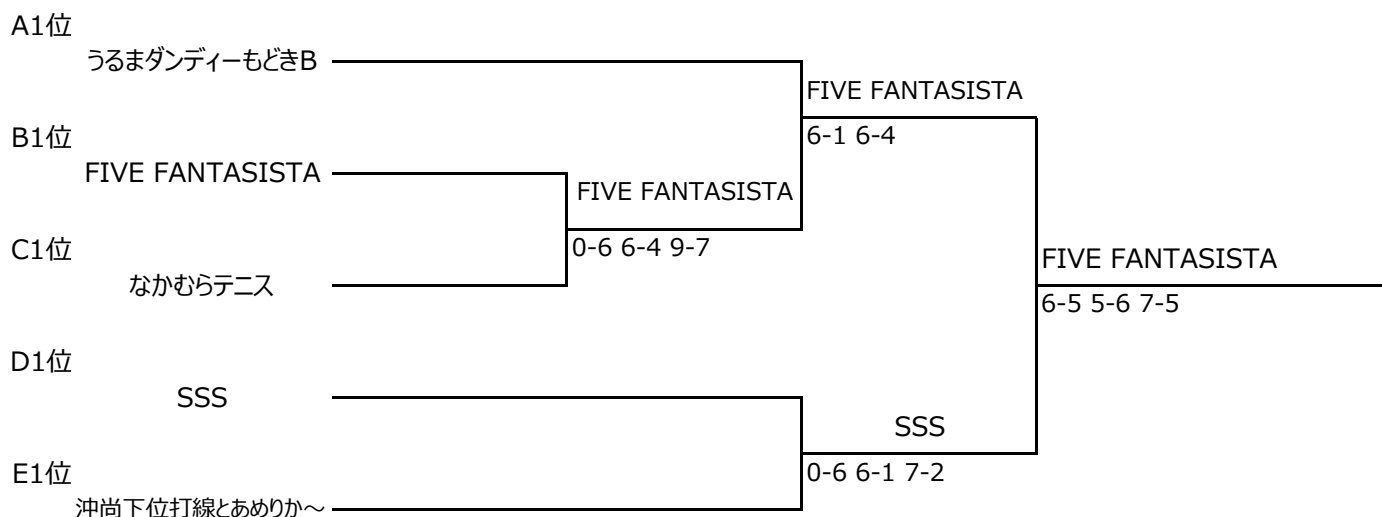 A1位
うるまダンディーもどきB
FIVE FANTASISTA
B1位
6-1 6-4
FIVE FANTASISTA
FIVE FANTASISTA
C1位
0-6 6-4 9-7
FIVE FANTASISTA
なかむらテニス
6-5 5-6 7-5
D1位
SSS
SSS
E1位
0-6 6-1 7-2
沖尚下位打線とあめりか～